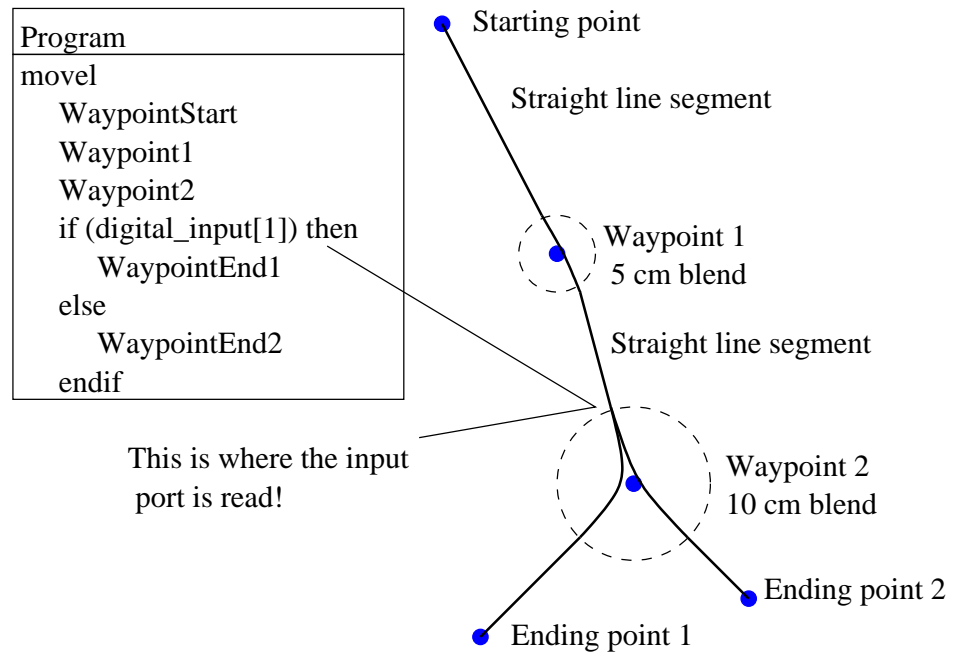 Program
movel
WaypointStart
Waypoint1
Waypoint2
if (digital_input[1]) then
WaypointEnd1
else
WaypointEnd2
endif
This is where the input
port is read!
Starting point
Straight line segment
Waypoint 1
5 cm blend
Straight line segment
Waypoint 2
10 cm blend
Ending point 2
Ending point 1